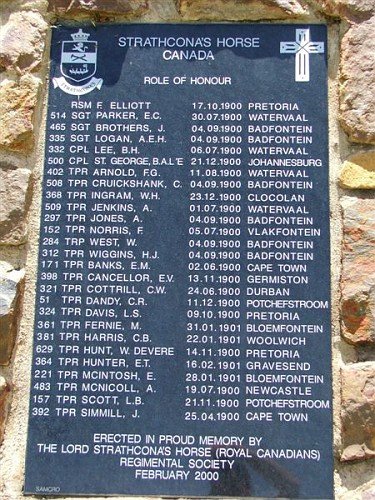 STRATHCONA'S HORSE
CANADA
ROLE OF HONOUR
RSM F. ELLIOTT 17.10.1900 PRETORIA
514 SGT PARKER, E.C. 30.07.1900 WATERVAAL
465 SGT BROTHERS, J. 04.09.1900 BADFONTEIN
335 SGT LOGAN, A.E.H. 04.09.1900 BADFONTEIN
332 CPL LEE, B.H. 06.07.1900 WATERVAAL
500 CPL ST. GEORGE, B.A.L'E 21.12.1900 JOHANNESBURG
402 TPR ARNOLD, F.G. 11.08.1900 WATERVAAL
508 TPR CRUICKSHANK, C. 04.09.1900 BADFONTEIN
368 TPR INGRAM, W.H. 23.12.1900 CLOCOLAN
509 TPR JENKINS, A. 01.07.1900 WATERVAAL
297 TPR JONES, A. 04.09.1900 BADFONTEIN
152 TPR NORRIS, F. 05.07.1900 VLAKFONTEIN
284 TRP WEST, W. 04.09.1900 BADFONTEIN
312 TPR WIGGINS, H.J. 04.09.1900 BADFONTEIN
171 TPR BANKS, E.M. 02.06.1900 CAPE TOWN
398 TPR CANCELLOR, E.V. 13.11.1900 GERMISTON
321 TPR COTTRILL, C.W. 24.06.1900 DURBAN
51 TPR DANDY, C.R. 11.12.1900 POTCHEFSTROOM
324 TPR DAVIS, L.S. 09.10.1900 PRETORIA
361 TPR FERNIE, M. 31.01.1901 BLOEMFONTEIN
381 TPR HARRIS, C.B. 22.01.1901 WOOLWICH
629 TPR HUNT, W. DEVERE 14.11.1900 PRETORIA
364 TPR HUNTER, E.T. 16.02.1901 GRAVESEND
221 TPR MCINTOSH, E. 28.01.1901 BLOEMFONTEIN
483 TPR MCNICOLL, A. 19.07.1900 NEWCASTLE
157 TPR SCOTT, L.B. 21.11.1900 POTCHEFSTROOM
392 TPR SIMMILL, J. 25.04.1900 CAPE TOWN
ERECTED IN PROUD MEMORY BY
THE LORD STRATHCONA'S HORSE (ROYAL CANADIANS)
REGIMENTAL SOCIETY
FEBRUARY 2000
SAMCRO